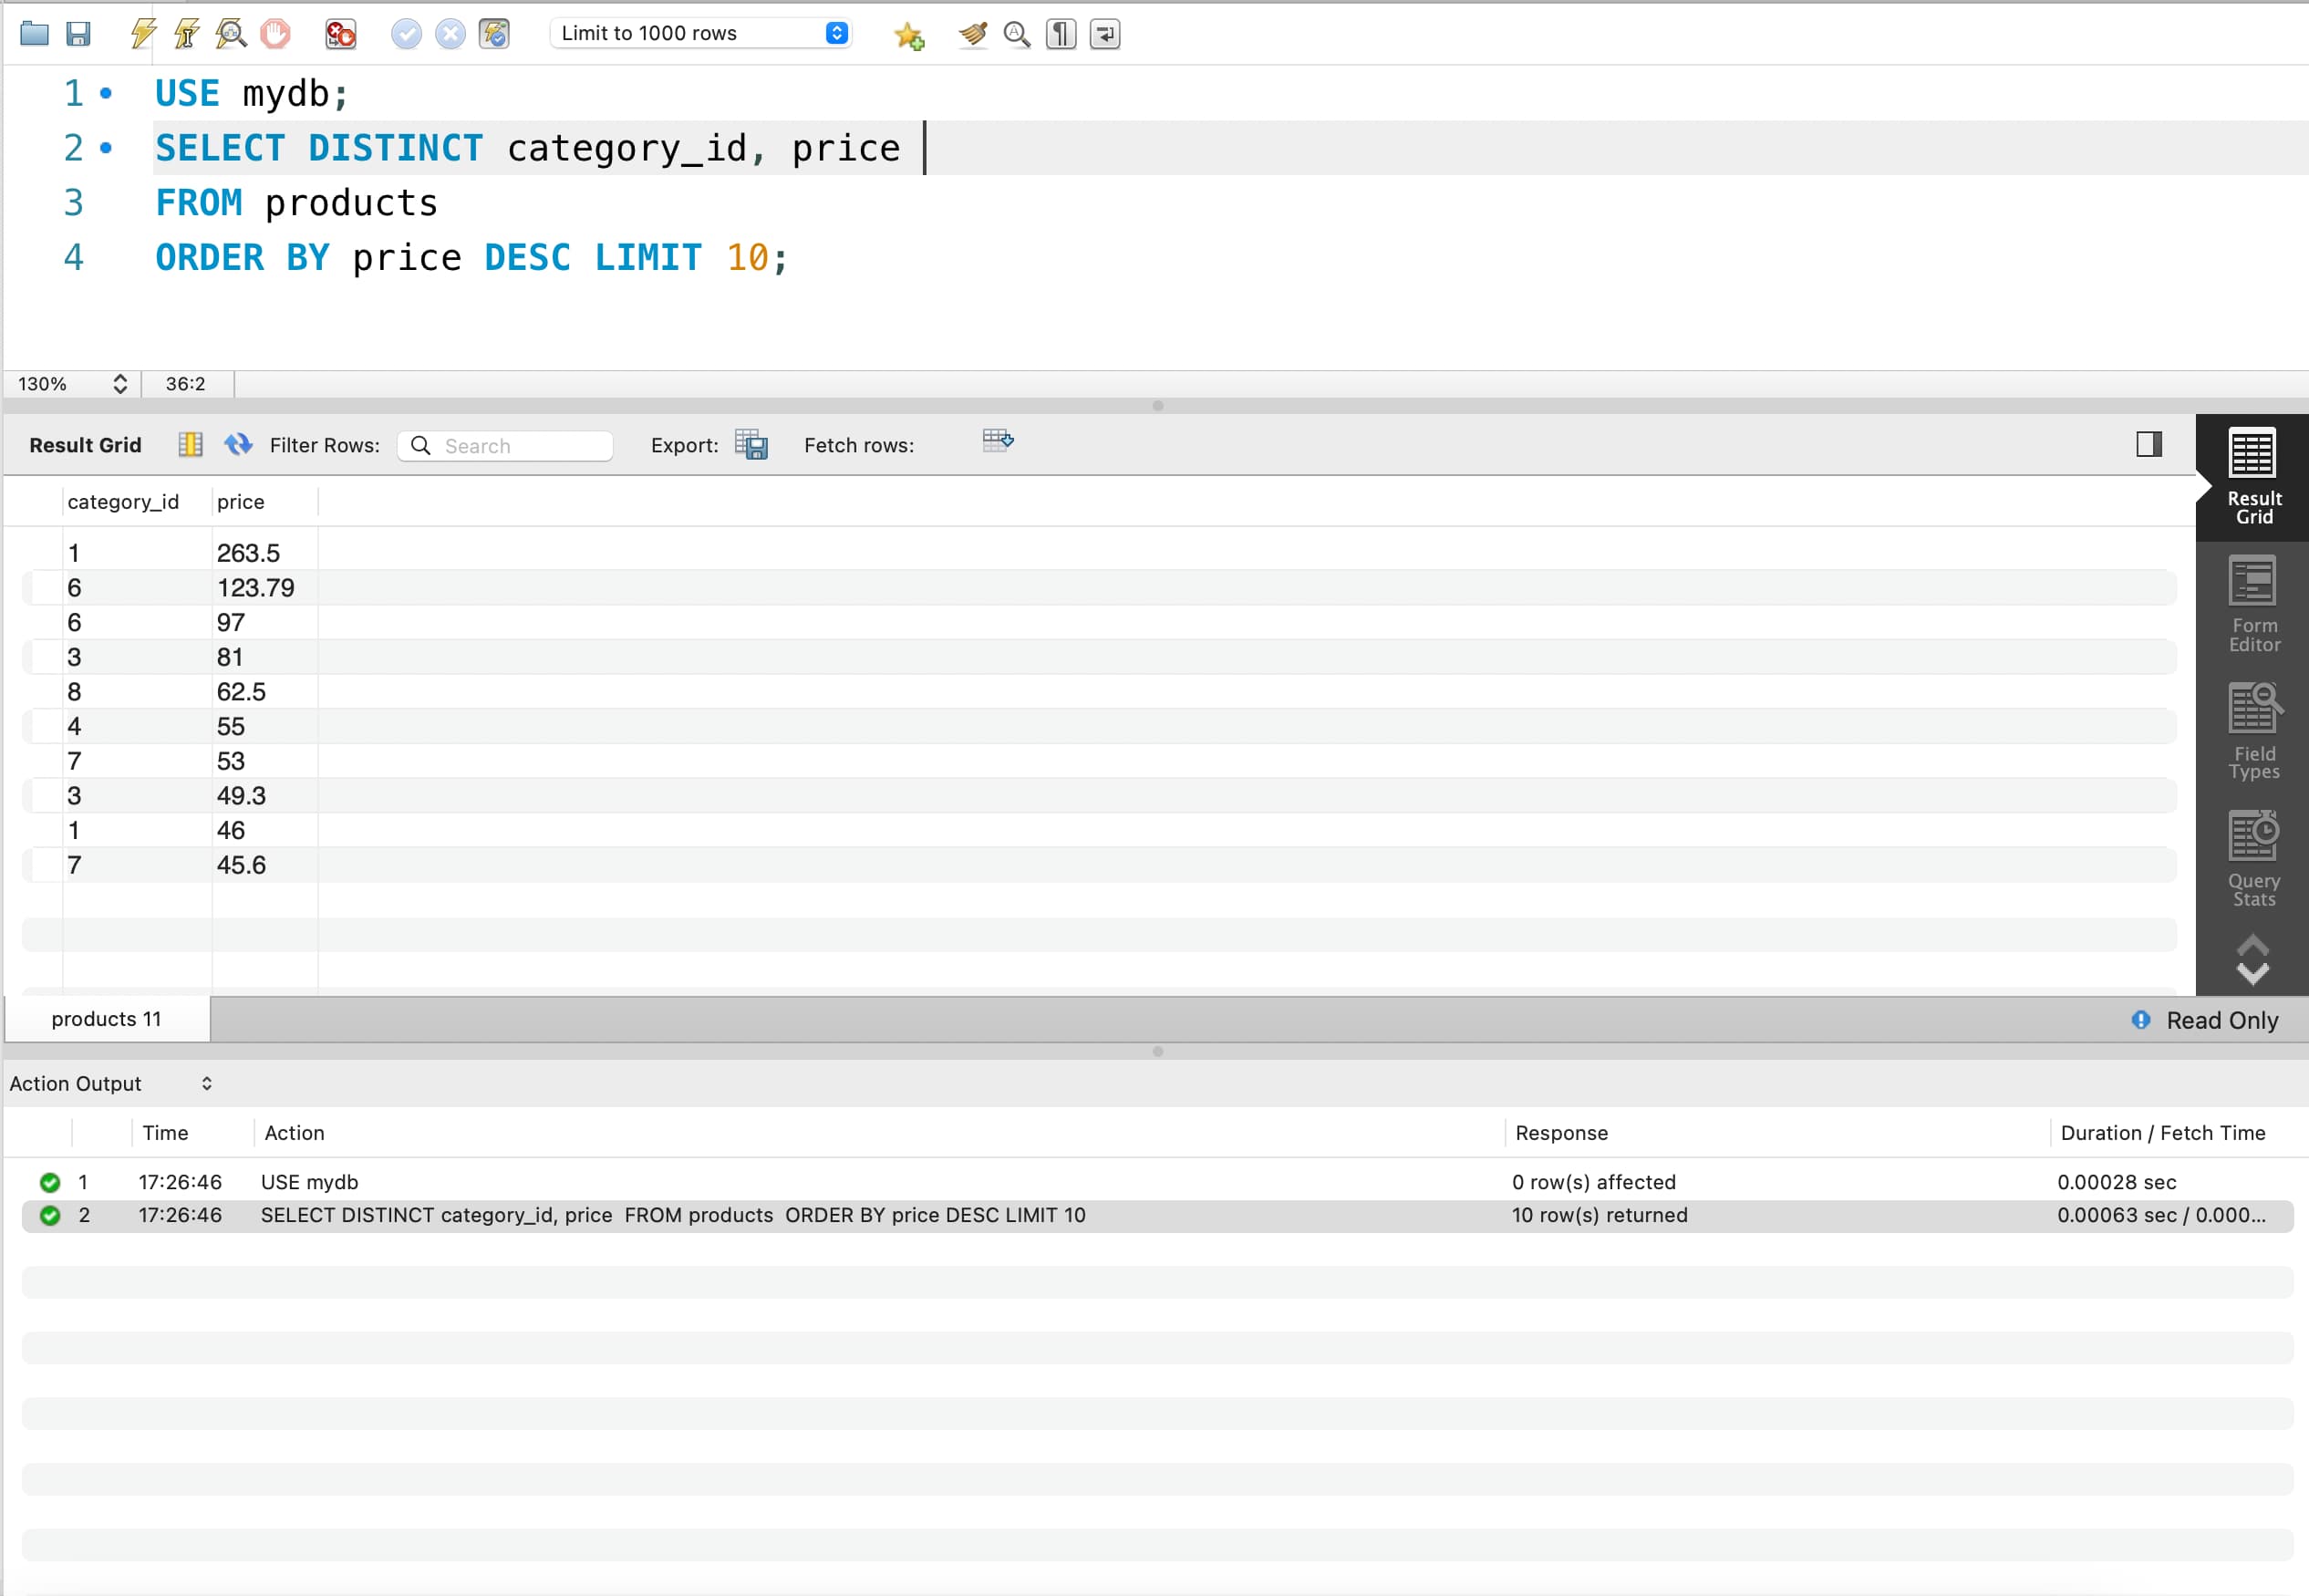 Limit to 1000 rows
1 USE mydb;
2 SELECT DISTINCT category_id, price
3 FROM products
4 ORDER BY price DESC LIMIT 10;
130% 36:2
Result Grid Filter Rows: Search Export: Fetch rows:
category_id price
1 263.5
6 123.79
6 97
3 81
8 62.5
4 55
7 53
3 49.3
1 46
7 45.6
Result
Grid
Form
Editor
Field
Types
Query
Stats
products 11 Read Only
Action Output
Time Action Response Duration / Fetch Time
1 17:26:46 USE mydb 0 row(s) affected 0.00028 sec
2 17:26:46 SELECT DISTINCT category_id, price FROM products ORDER BY price DESC LIMIT 10 10 row(s) returned 0.00063 sec / 0.000...